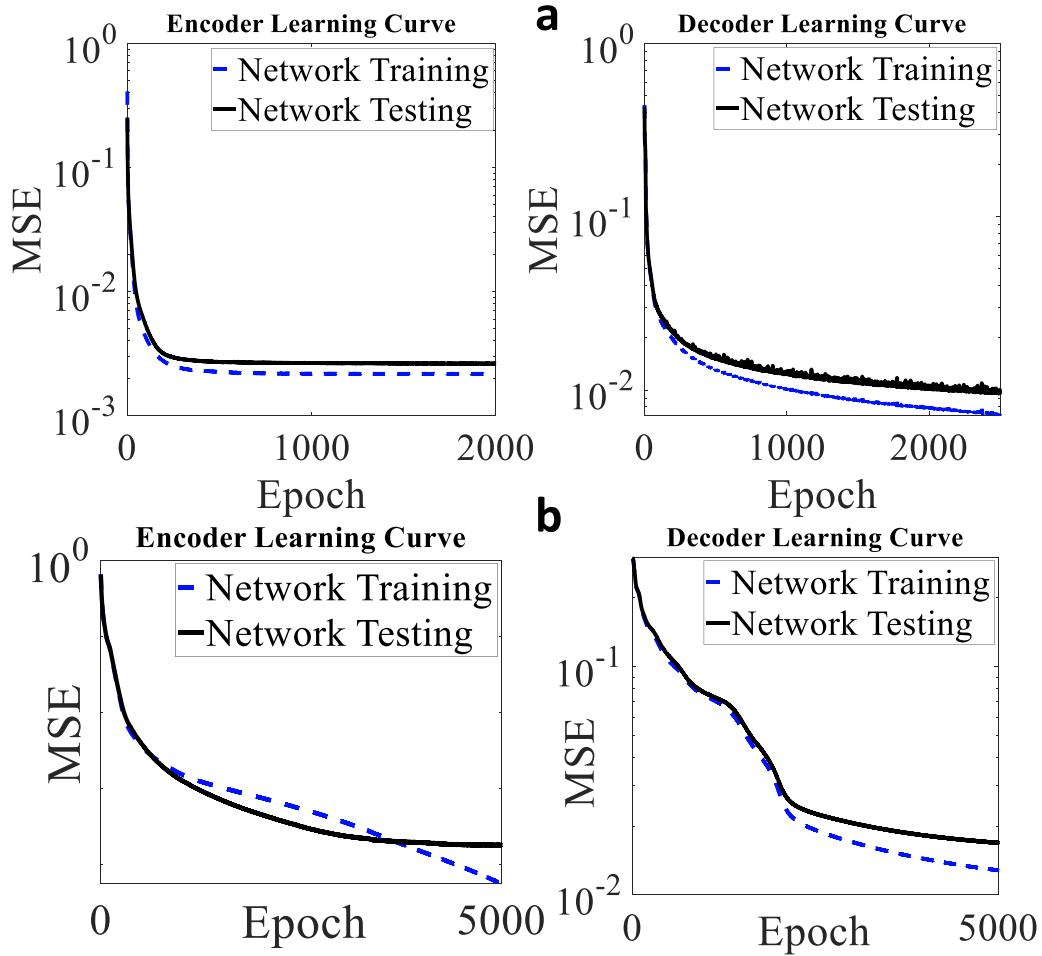 a
Encoder Learning Curve
10^0
10^-1
10^-2
10^-3
MSE
Network Training
Network Testing
0 1000 2000
Epoch
Decoder Learning Curve
10^0
10^-1
10^-2
MSE
Network Training
Network Testing
0 1000 2000
Epoch
b
Encoder Learning Curve
10^0
MSE
Network Training
Network Testing
0 5000
Epoch
Decoder Learning Curve
10^-1
10^-2
MSE
Network Training
Network Testing
0 5000
Epoch